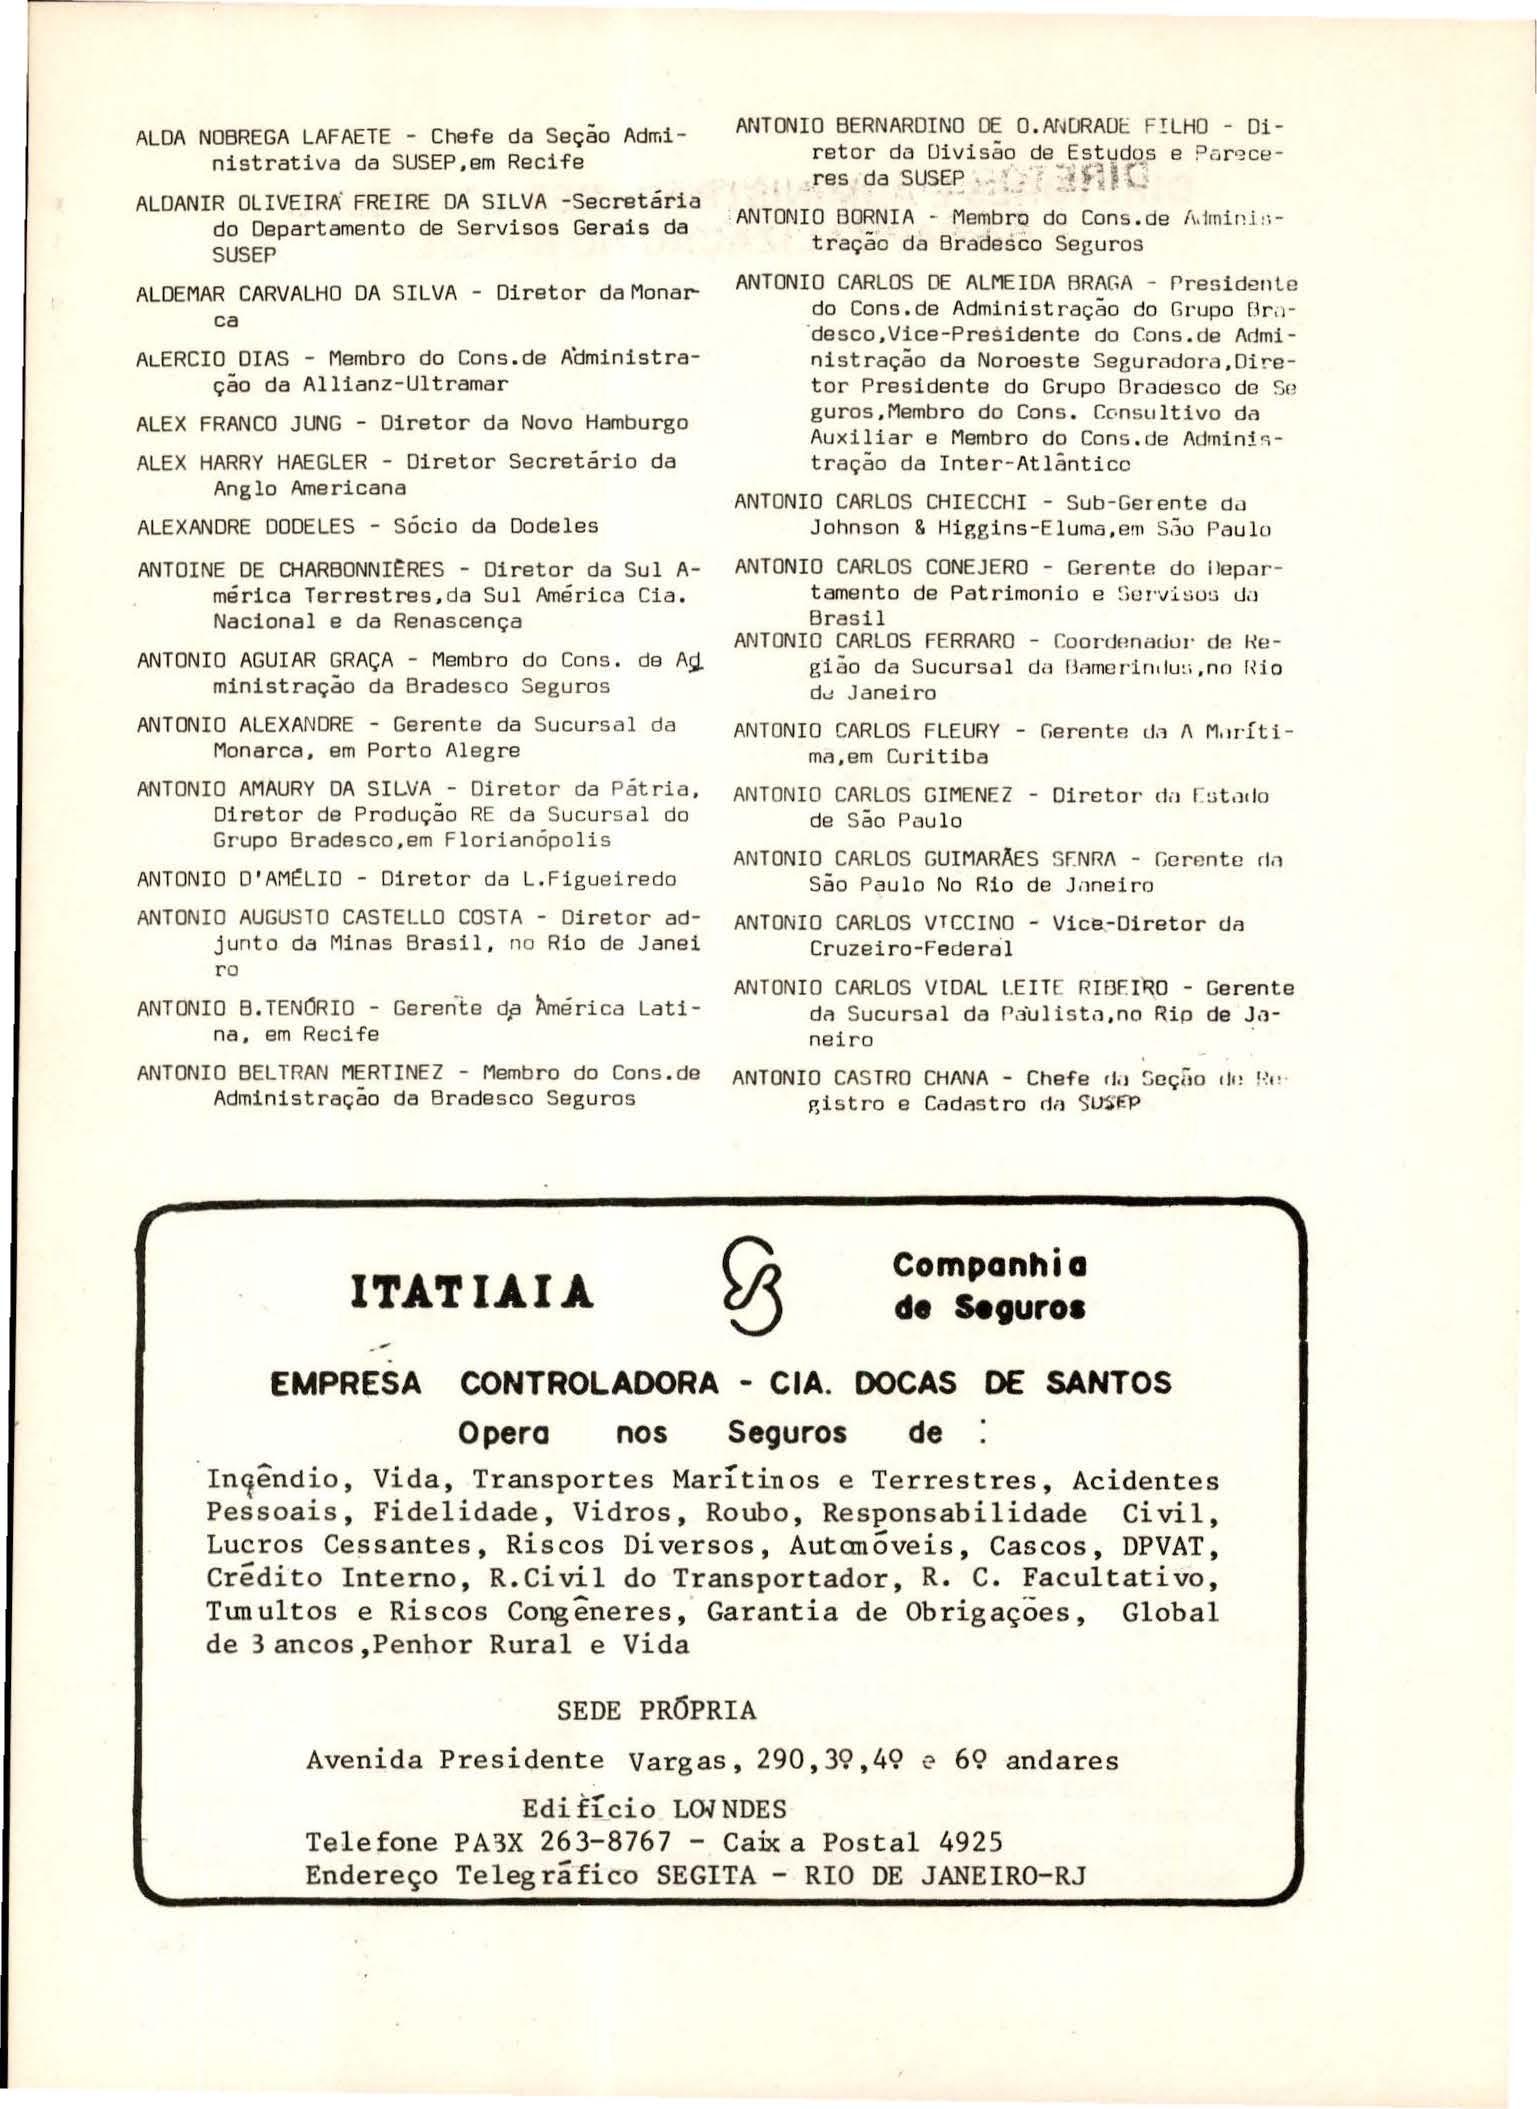 ALDA NOBREGA LAFAETE - Chefe da Seção Admi-
nistrativa da SUSEP,em Recife
ALDANIR OLIVEIRA FREIRE DA SILVA -Secretária
do Departamento de Servisos Gerais da
SUSEP
ALDEMAR CARVALHO DA SILVA - Diretor da Monar-
ca
ALERCIO DIAS - Membro do Cons.de Administra-
ção da Allianz-Ultramar
ALEX FRANCO JUNG - Diretor da Novo Hamburgo
ALEX HARRY HAEGLER - Diretor Secretário da
Anglo Americana
ALEXANDRE DODELES - Sócio da Dodeles
ANTOINE DE CHARBONNIÊRES - Diretor da Sul A-
mérica Terrestres,da Sul América Cia.
Nacional e da Renascença
ANTONIO AGUIAR GRAÇA - Membro do Cons. de Ad
ministração da Bradesco Seguros
ANTONIO ALEXANDRE - Gerente da Sucursal da
Monarca, em Porto Alegre
ANTONIO AMAURY DA SILVA - Diretor da Pátria,
Diretor de Produção RE da Sucursal do
Grupo Bradesco,em Florianópolis
ANTONIO D'AMÉLIO - Diretor da L.Figueiredo
ANTONIO AUGUSTO CASTELLO COSTA - Diretor ad-
junto da Minas Brasil, no Rio de Janei
ro
ANTONIO B.TENÓRIO - Gerente da América Lati-
na, em Recife
ANTONIO BELTRAN MERTINEZ - Membro do Cons.de
Administração da Bradesco Seguros
ANTONIO BERNARDINO DE O.ANDRADE FILHO - Di-
retor da Divisão de Estudos e Parece-
res da SUSEP
ANTONIO BORNIA - Membro do Cons.de Adminis-
tração da Bradesco Seguros
ANTONIO CARLOS DE ALMEIDA BRAGA - Presidente
do Cons.de Administração do Grupo Bra-
desco,Vice-Presidente do Cons.de Admi-
nistração da Noroeste Seguradora,Dire-
tor Presidente do Grupo Bradesco de Se
guros,Membro do Cons. Consultivo da
Auxiliar e Membro do Cons.de Adminis-
tração da Inter-Atlântico
ANTONIO CARLOS CHIECCHI - Sub-Gerente da
Johnson & Higgins-Eluma,em São Paulo
ANTONIO CARLOS CONEJERO - Gerente do Depar-
tamento de Patrimonio e Servisos da
Brasil
ANTONIO CARLOS FERRARO - Coordenador de Re-
gião da Sucursal da Bamerindus,no Rio
de Janeiro
ANTONIO CARLOS FLEURY - Gerente da A Maríti-
ma,em Curitiba
ANTONIO CARLOS GIMENEZ - Diretor da Estado
de São Paulo
ANTONIO CARLOS GUIMARÃES SENRA - Gerente da
São Paulo No Rio de Janeiro
ANTONIO CARLOS VICCINO - Vice-Diretor da
Cruzeiro-Federal
ANTONIO CARLOS VIDAL LEITE RIBEIRO - Gerente
da Sucursal da Paulista,no Rio de Ja-
neiro
ANTONIO CASTRO CHANA - Chefe da Seção de Re-
gistro e Cadastro da SUSEP
ITATIAIA
Companhia
de Seguros
EMPRESA CONTROLADORA - CIA. DOCAS DE SANTOS
Opera nos Seguros de :
Incêndio, Vida, Transportes Marítimos e Terrestres, Acidentes
Pessoais, Fidelidade, Vidros, Roubo, Responsabilidade Civil,
Lucros Cessantes, Riscos Diversos, Automóveis, Cascos, DPVAT,
Crédito Interno, R.Civil do Transportador, R. C. Facultativo,
Tumultos e Riscos Congêneres, Garantia de Obrigações, Global
de Bancos,Penhor Rural e Vida
SEDE PRÓPRIA
Avenida Presidente Vargas, 290,3º,4º e 6º andares
Edifício LOWNDES
Telefone PABX 263-8767 - Caixa Postal 4925
Endereço Telegráfico SEGITA - RIO DE JANEIRO-RJ